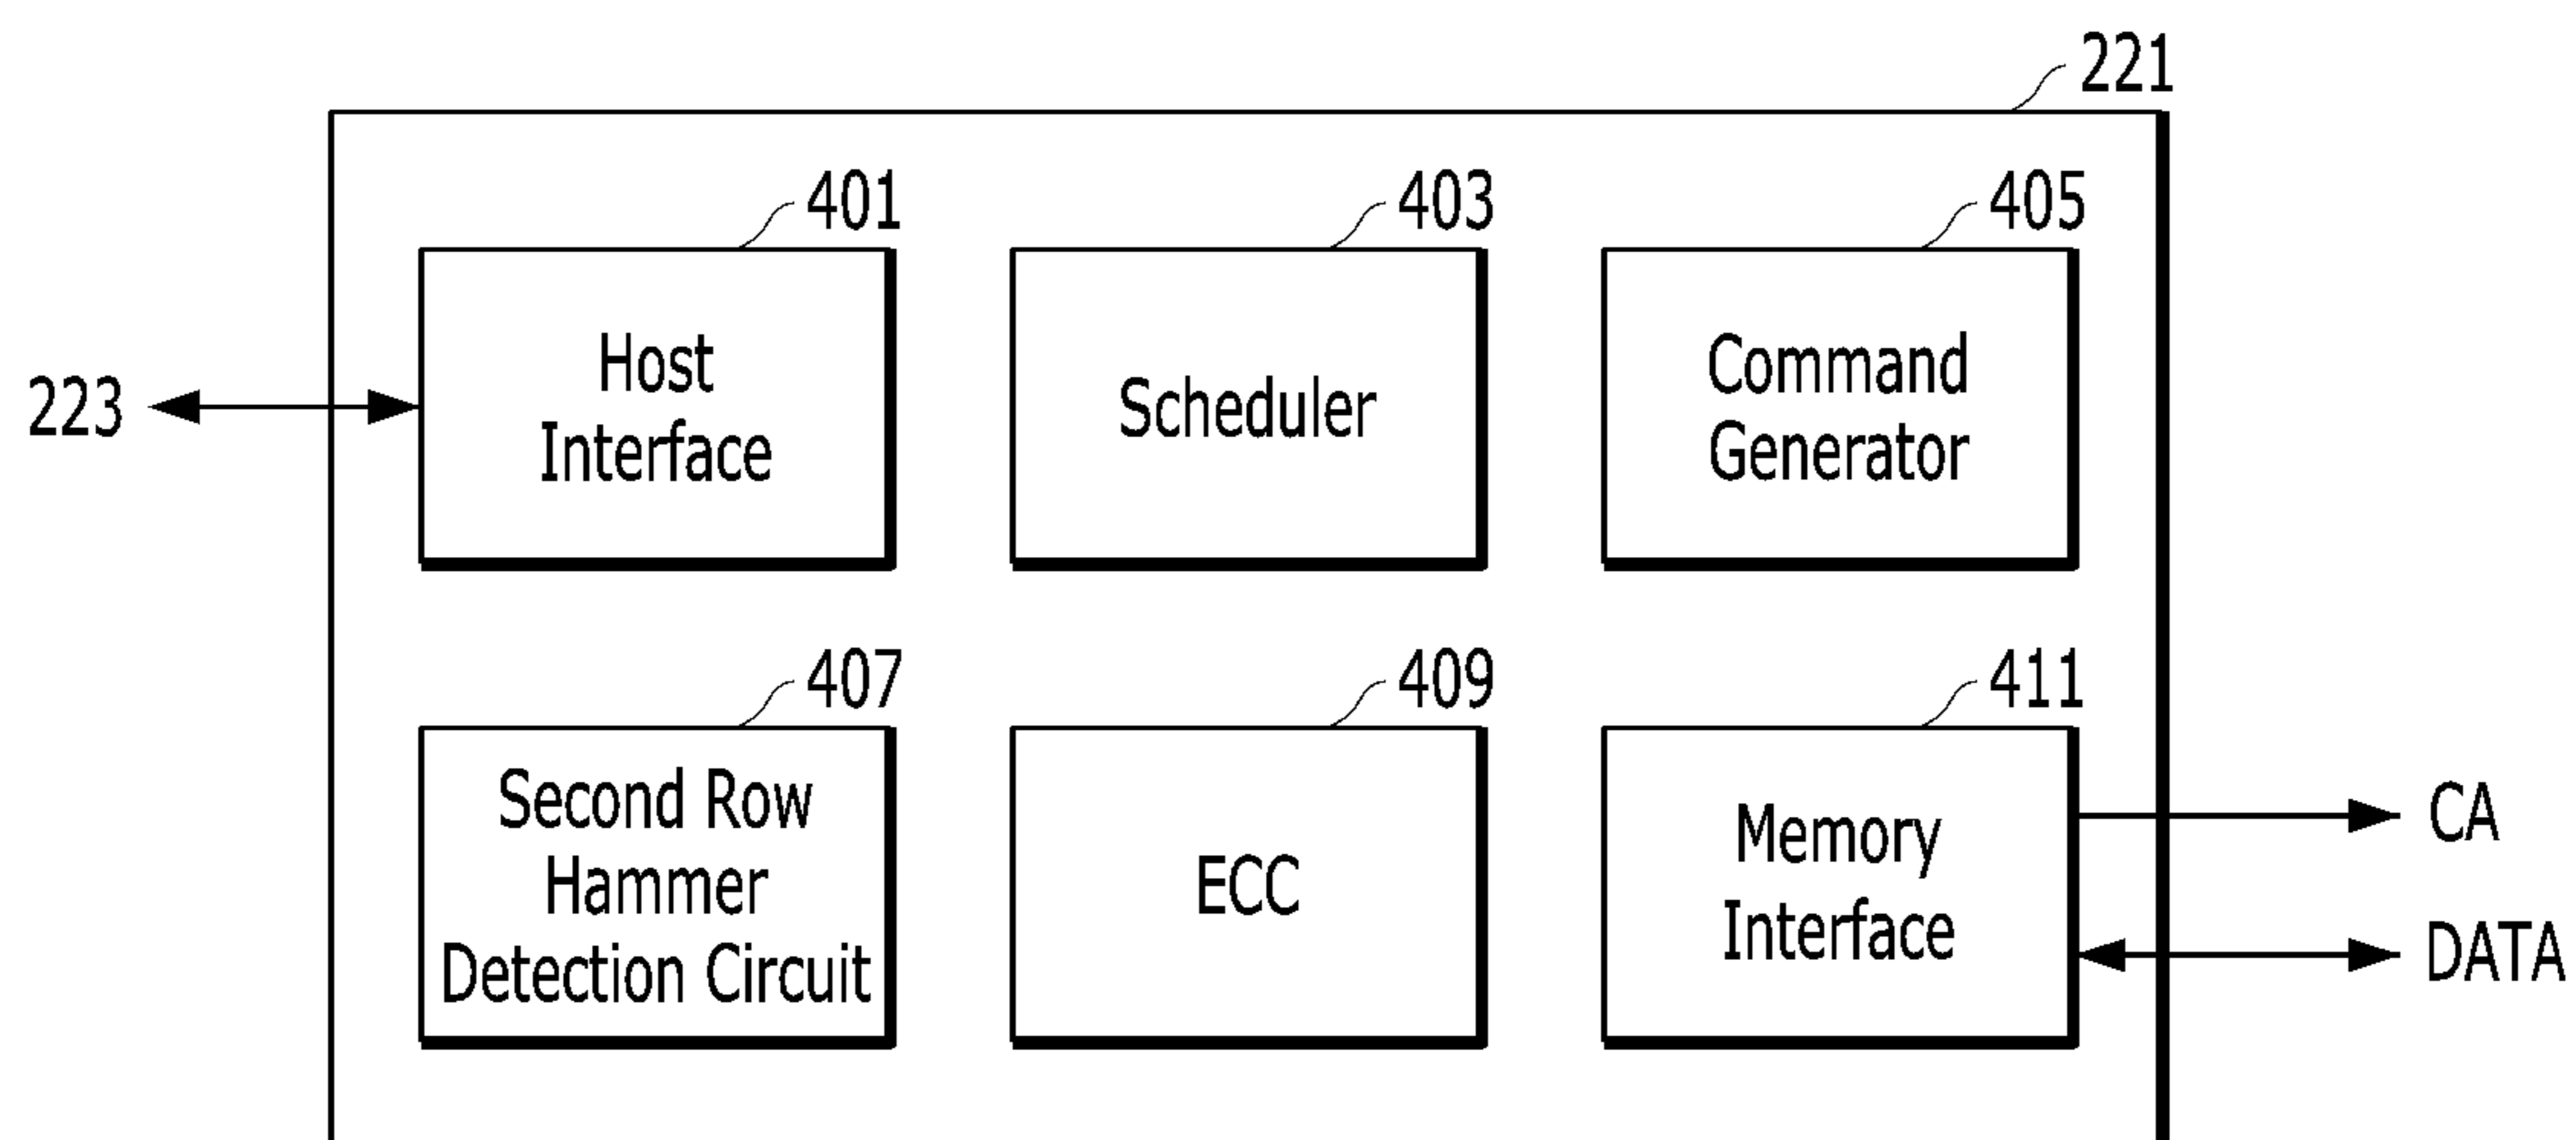 221
401
403
405
Host
Interface
Scheduler
Command
Generator
223
407
409
411
Second Row
Hammer
Detection Circuit
ECC
Memory
Interface
CA
DATA